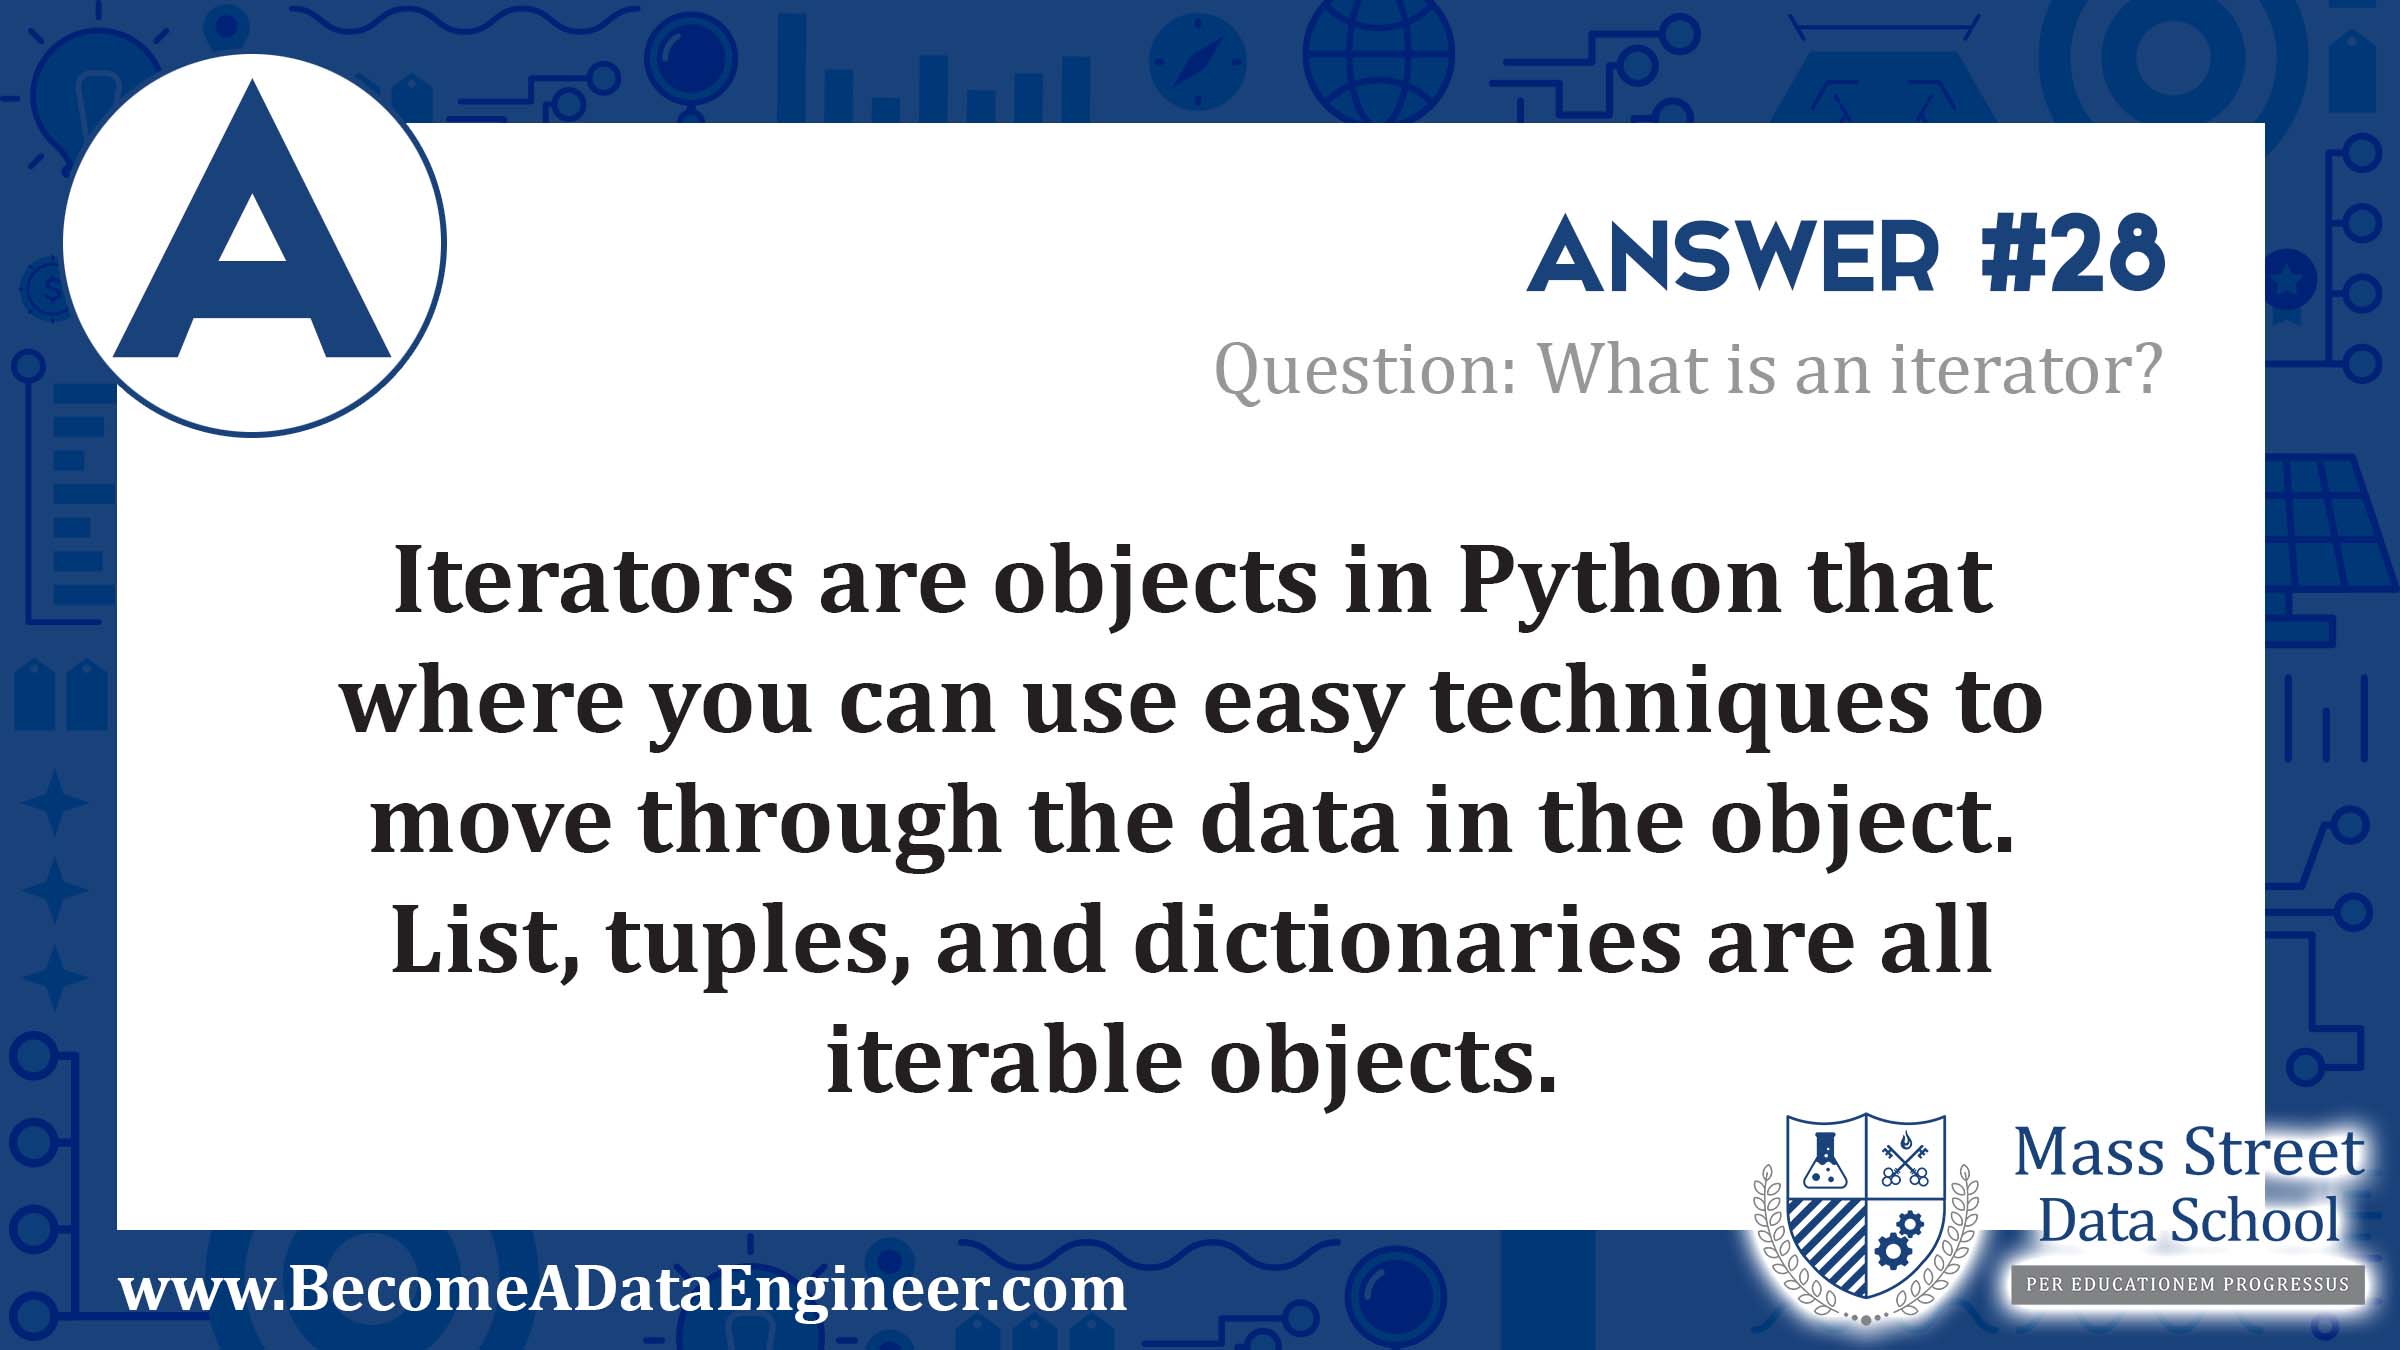 A
ANSWER #28
Question: What is an iterator?
Iterators are objects in Python that
where you can use easy techniques to
move through the data in the object.
List, tuples, and dictionaries are all
iterable objects.
Mass Street
Data School
PER EDUCATIONEM PROGRESSUS
www.BecomeADataEngineer.com